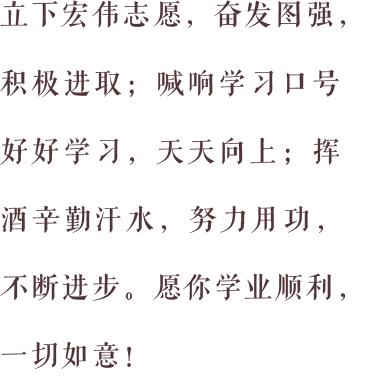 立下宏伟志愿，奋发图强，
积极进取；喊响学习口号
好好学习，天天向上；挥
洒辛勤汗水，努力用功，
不断进步。愿你学业顺利，
一切如意！